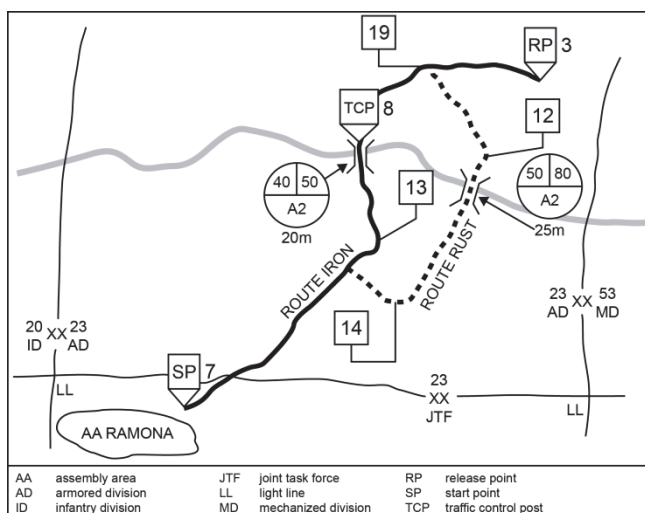 19
RP 3
TCP 8
12
40 50
A2
20m
13
50 80
A2
25m
ROUTE IRON
ROUTE RUST
14
20 XX 23
ID AD
23 XX 53
AD MD
SP 7
LL
23
XX
JTF
LL
AA RAMONA
AA assembly area JTF joint task force RP release point
AD armored division LL light line SP start point
ID infantry division MD mechanized division TCP traffic control post